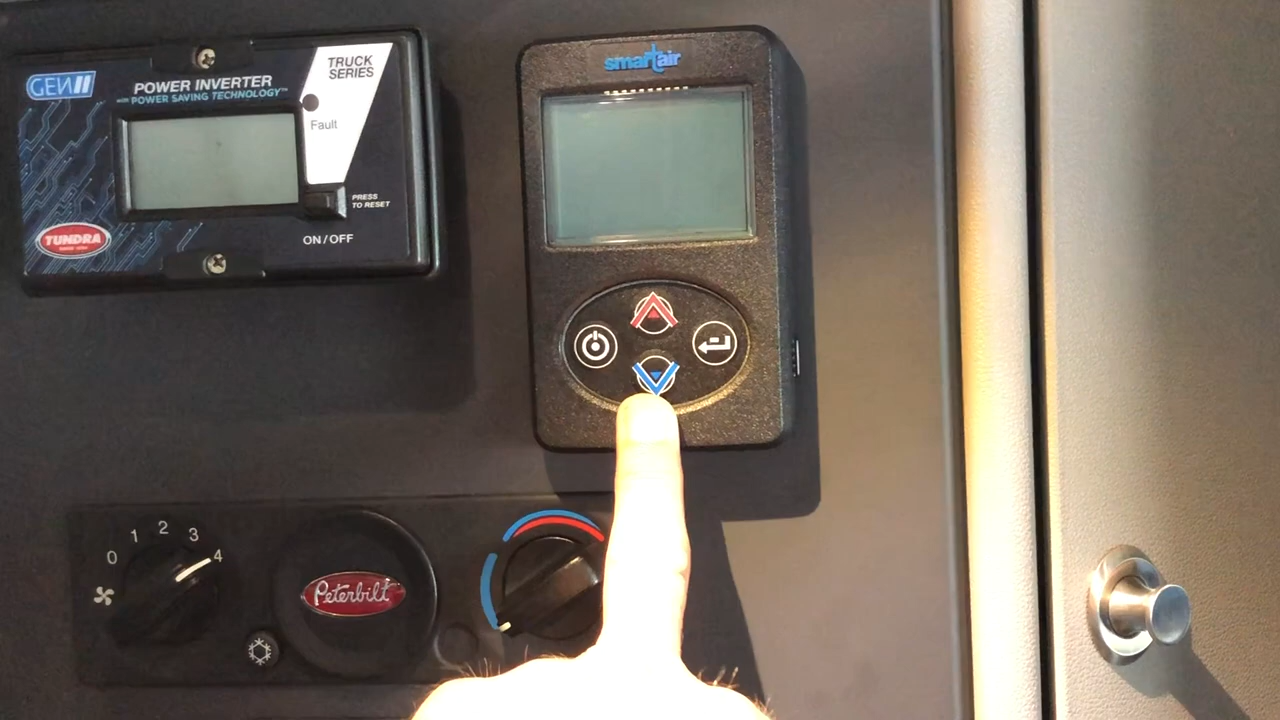 GEN II
POWER INVERTER
with POWER SAVING TECHNOLOGY™
TRUCK
SERIES
Fault
PRESS
TO RESET
ON/OFF
TUNDRA
smartair
0 1 2 3 4
Peterbilt